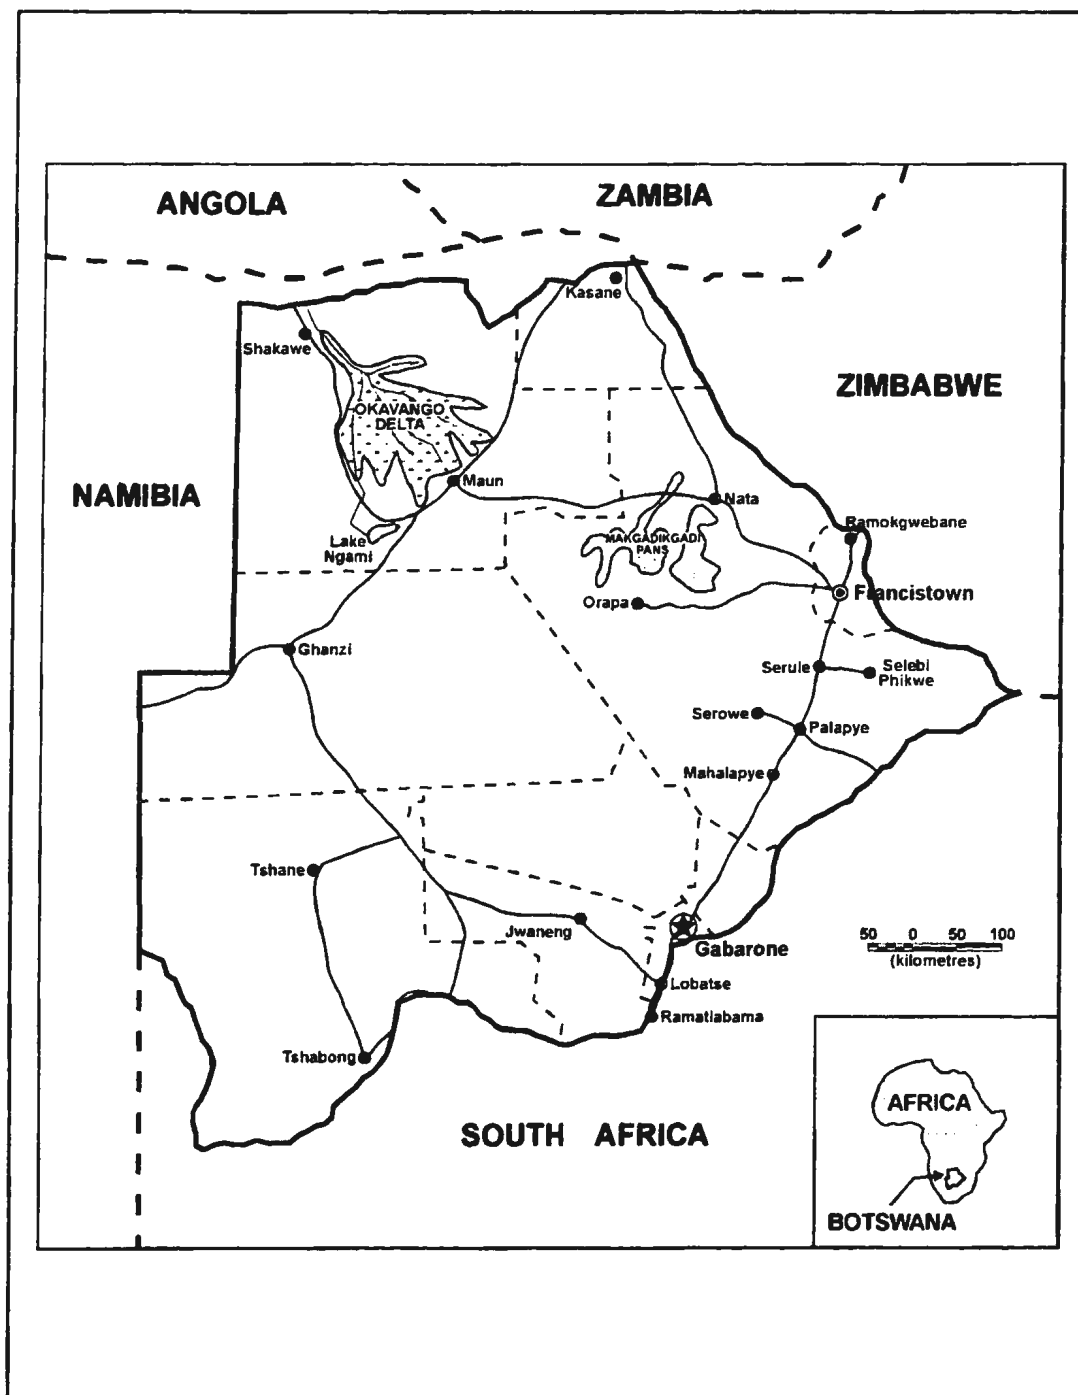 ANGOLA
ZAMBIA
Kasane
Shakawe
ZIMBABWE
OKAVANGO
DELTA
NAMIBIA
Maun
Nata
Ramokgwebane
Lake
Ngami
MAKGADIKGADI
PANS
Orapa
Francistown
Ghanzi
Serule
Selebi
Phikwe
Serowe
Palapye
Mahalapye
Tshane
Jwaneng
Gabarone
50 0 50 100
(kilometres)
Lobatse
Ramatlabama
Tshabong
SOUTH AFRICA
AFRICA
BOTSWANA